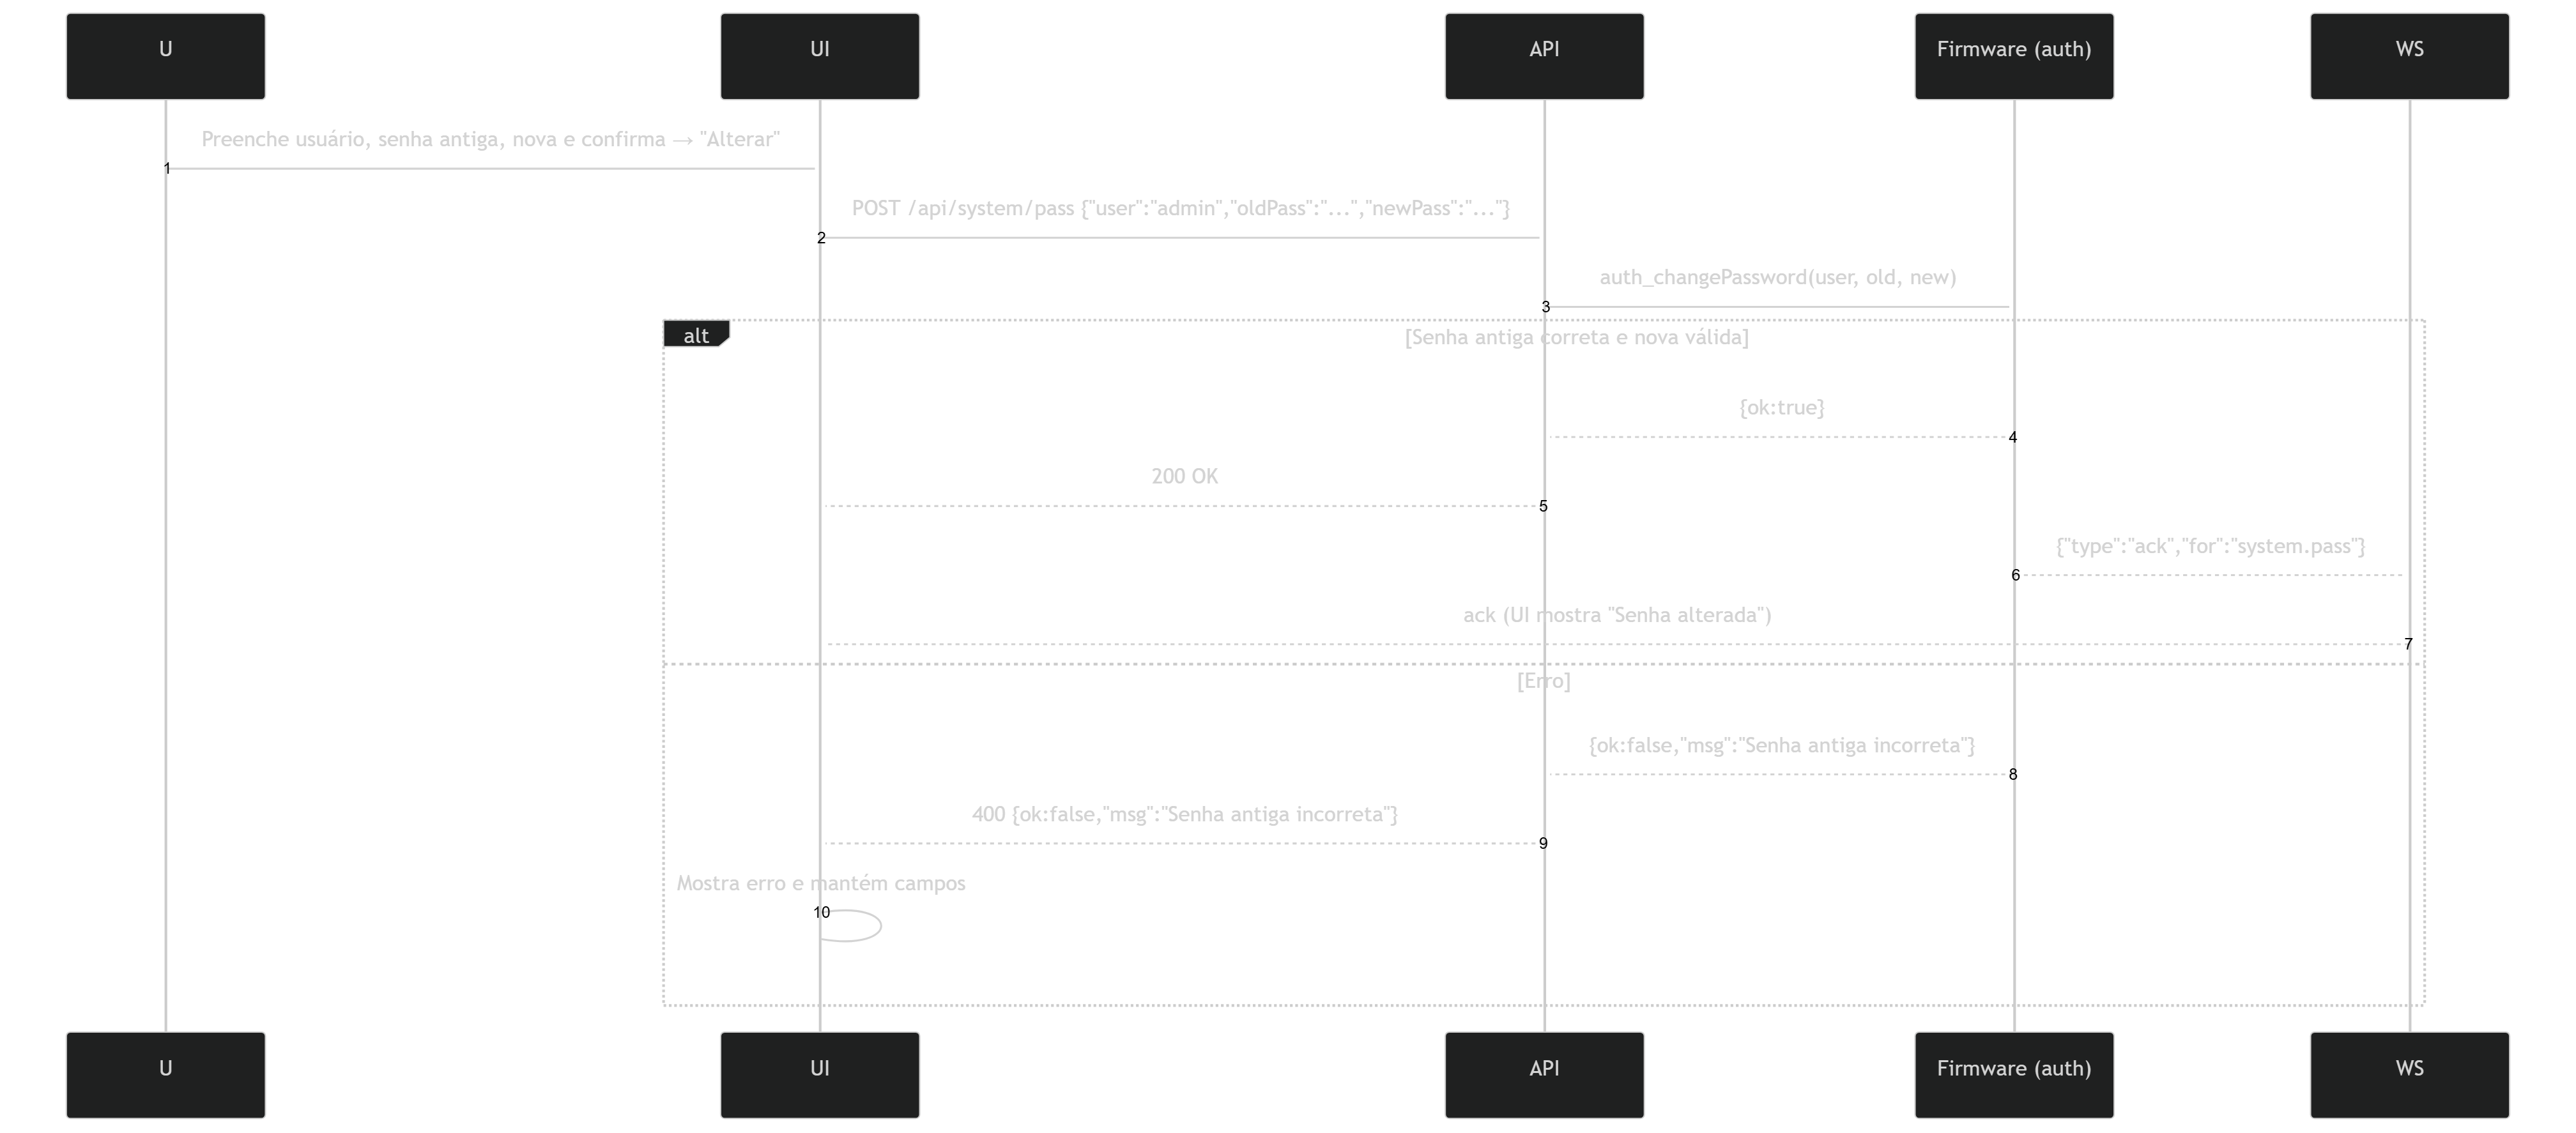 U
UI
API
Firmware (auth)
WS
Preenche usuário, senha antiga, nova e confirma → "Alterar"
1
POST /api/system/pass {"user":"admin","oldPass":"...","newPass":"..."}
2
auth_changePassword(user, old, new)
3
alt
[Senha antiga correta e nova válida]
{ok:true}
4
200 OK
5
{"type":"ack","for":"system.pass"}
6
ack (UI mostra "Senha alterada")
7
[Erro]
{ok:false,"msg":"Senha antiga incorreta"}
8
400 {ok:false,"msg":"Senha antiga incorreta"}
9
Mostra erro e mantém campos
10
U
UI
API
Firmware (auth)
WS